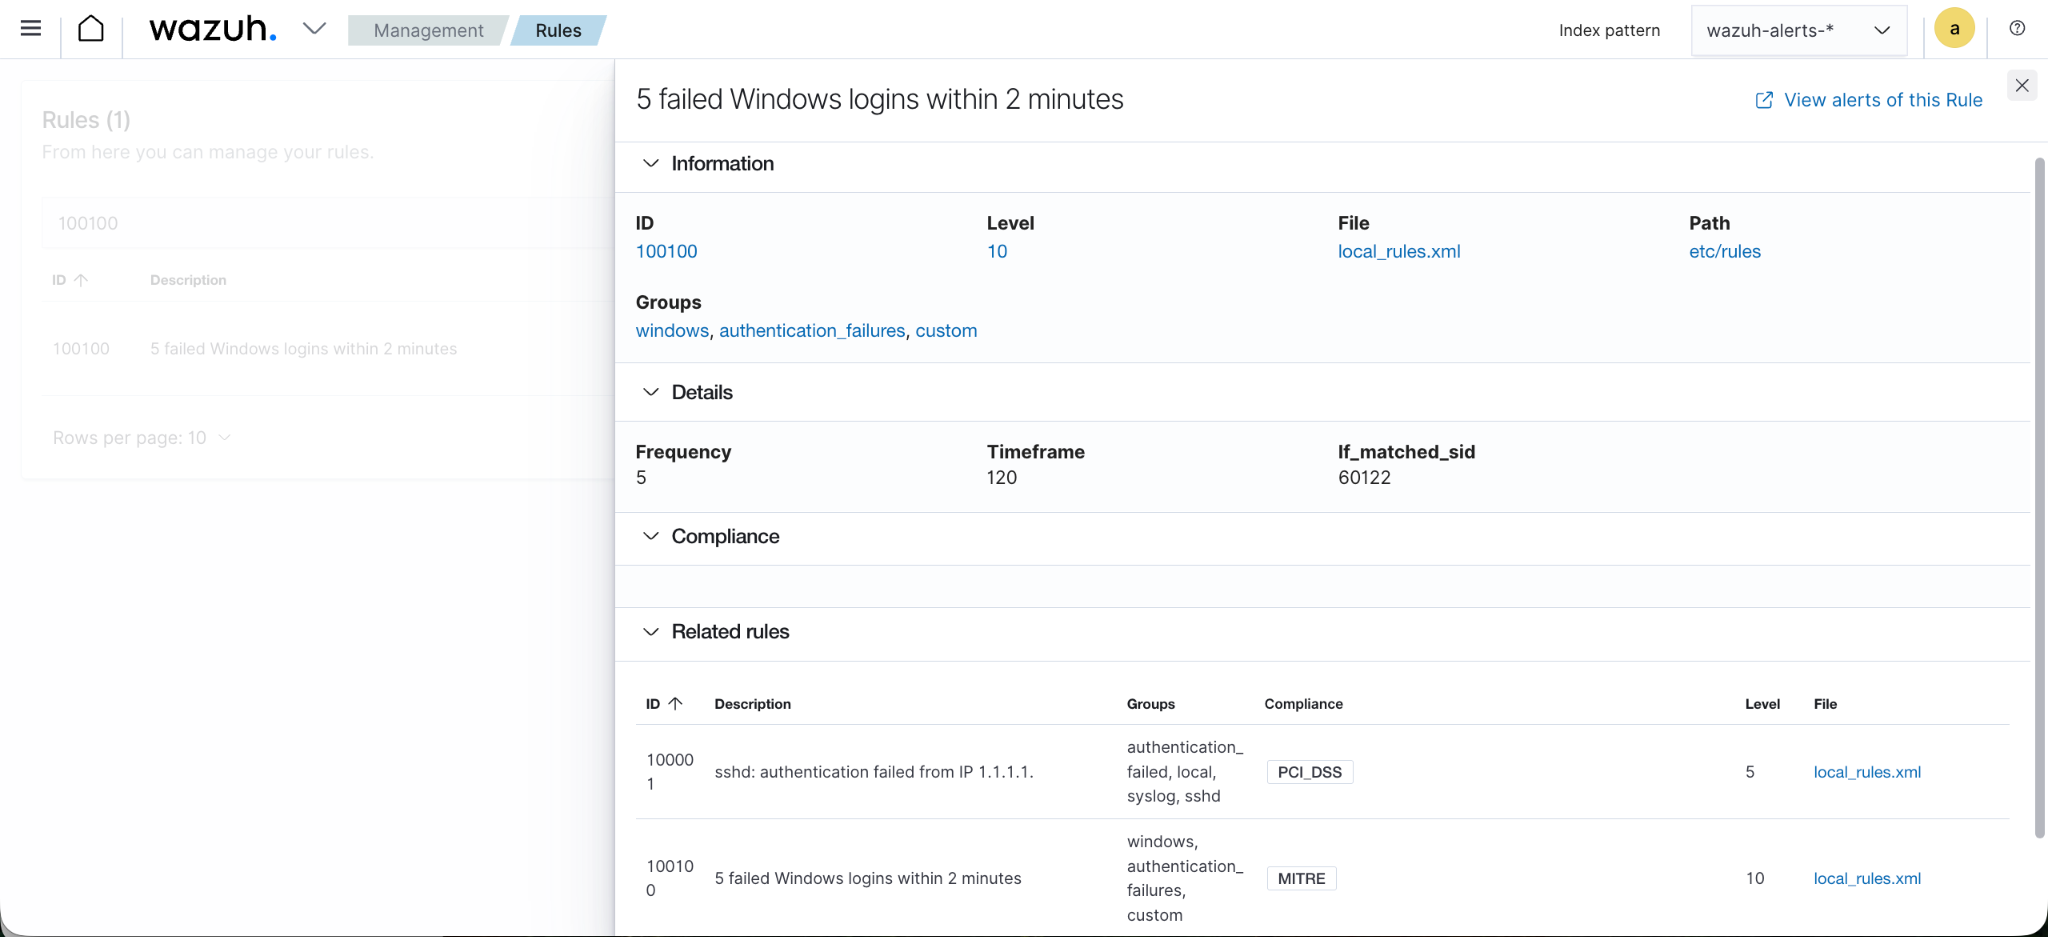 wazuh.
Management
Rules
Index pattern
wazuh-alerts-*
a
Rules (1)
From here you can manage your rules.
100100
ID
Description
100100
5 failed Windows logins within 2 minutes
Rows per page: 10
5 failed Windows logins within 2 minutes
View alerts of this Rule
Information
ID
Level
File
Path
100100
10
local_rules.xml
etc/rules
Groups
windows, authentication_failures, custom
Details
Frequency
Timeframe
If_matched_sid
5
120
60122
Compliance
Related rules
ID
Description
Groups
Compliance
Level
File
10000
1
sshd: authentication failed from IP 1.1.1.1.
authentication_
failed, local,
syslog, sshd
PCI_DSS
5
local_rules.xml
10010
0
5 failed Windows logins within 2 minutes
windows,
authentication_
failures,
custom
MITRE
10
local_rules.xml